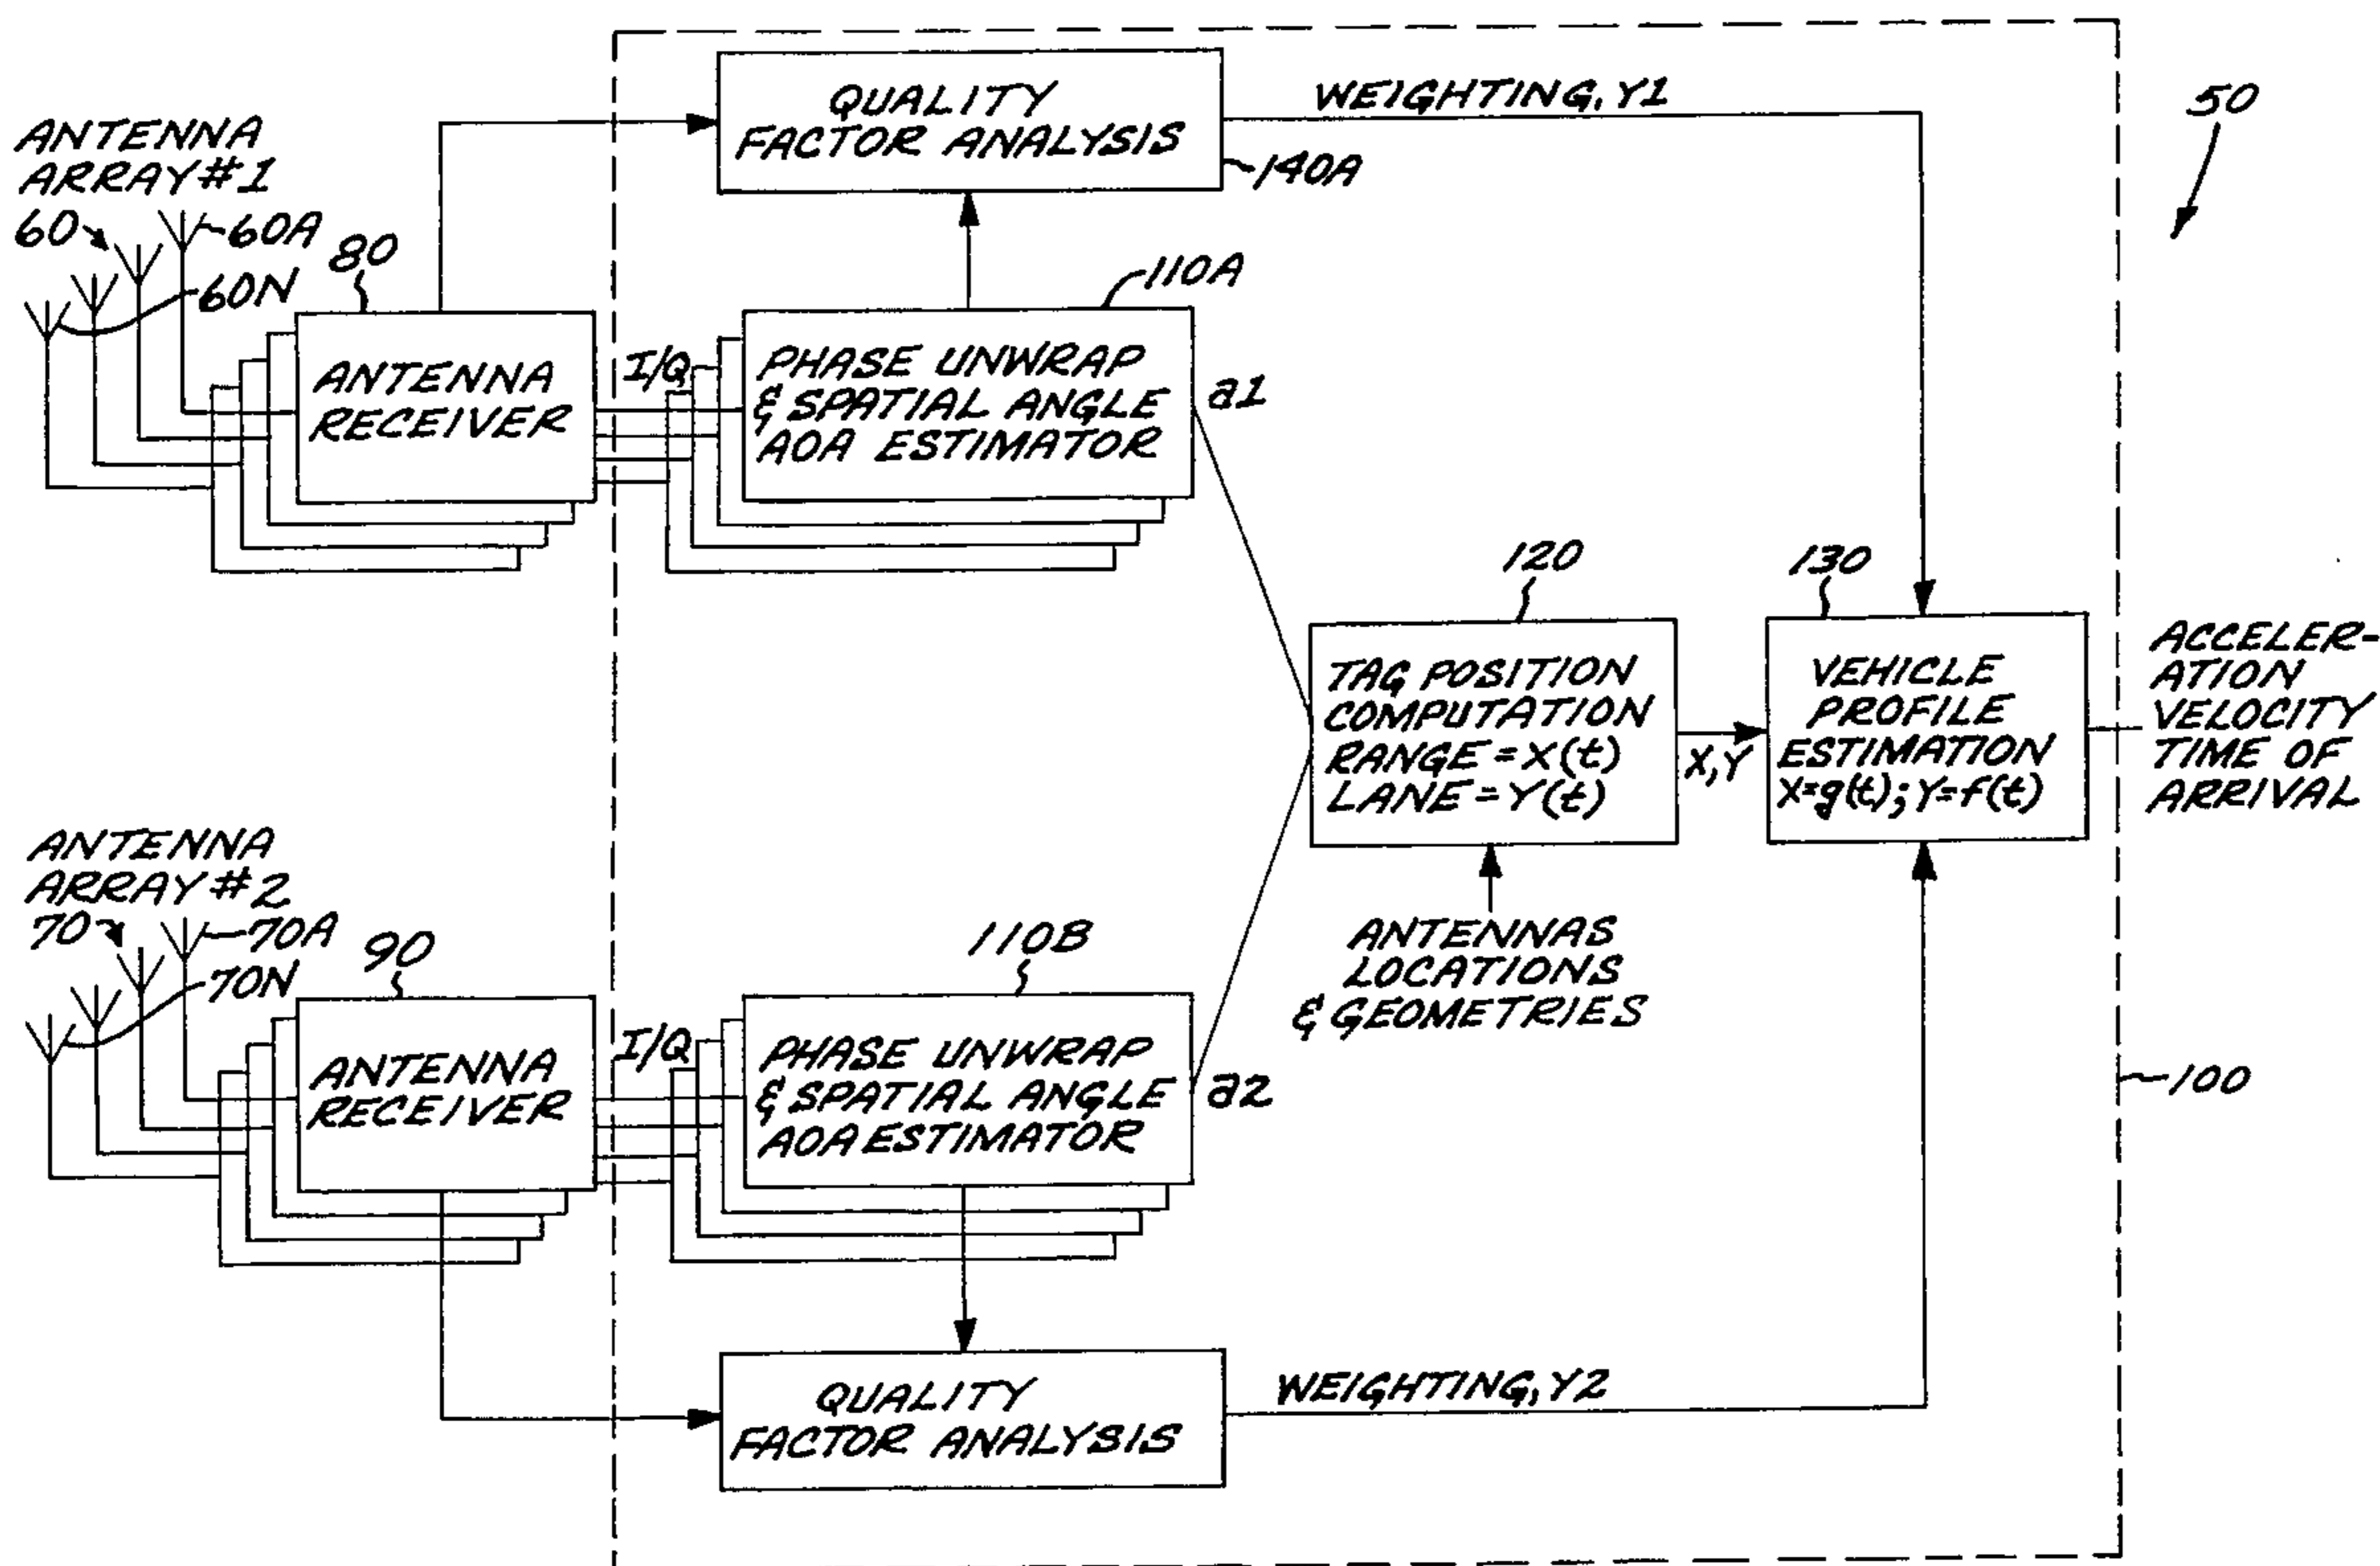 QUALITY
FACTOR ANALYSIS
WEIGHTING, Y1
140A
50
ANTENNA
ARRAY #1
60
60A
60N
80
110A
ANTENNA
RECEIVER
I/Q
PHASE UNWRAP
& SPATIAL ANGLE
AOA ESTIMATOR
a1
120
130
TAG POSITION
COMPUTATION
RANGE = X(t)
LANE = Y(t)
X,Y
VEHICLE
PROFILE
ESTIMATION
X=g(t); Y=f(t)
ACCELER-
ATION
VELOCITY
TIME OF
ARRIVAL
ANTENNAS
LOCATIONS
& GEOMETRIES
ANTENNA
ARRAY #2
70
70A
70N
90
110B
ANTENNA
RECEIVER
I/Q
PHASE UNWRAP
& SPATIAL ANGLE
AOA ESTIMATOR
a2
100
QUALITY
FACTOR ANALYSIS
WEIGHTING, Y2